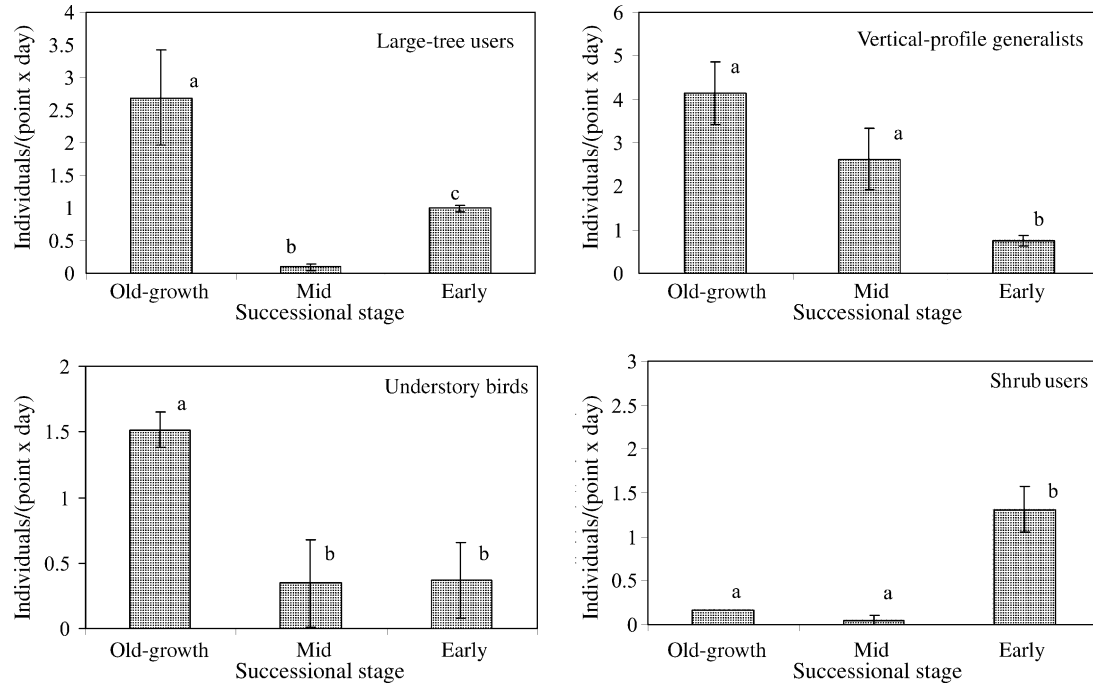 Large-tree users
Individuals/(point x day)
4
3.5
3
2.5
2
1.5
1
0.5
0
a
b
c
Old-growth Mid Early
Successional stage
Vertical-profile generalists
Individuals/(point x day)
6
5
4
3
2
1
0
a
a
b
Old-growth Mid Early
Successional stage
Understory birds
Individuals/(point x day)
2
1.5
1
0.5
0
a
b
b
Old-growth Mid Early
Successional stage
Shrub users
Individuals/(point x day)
3
2.5
2
1.5
1
0.5
0
a
a
b
Old-growth Mid Early
Successional stage